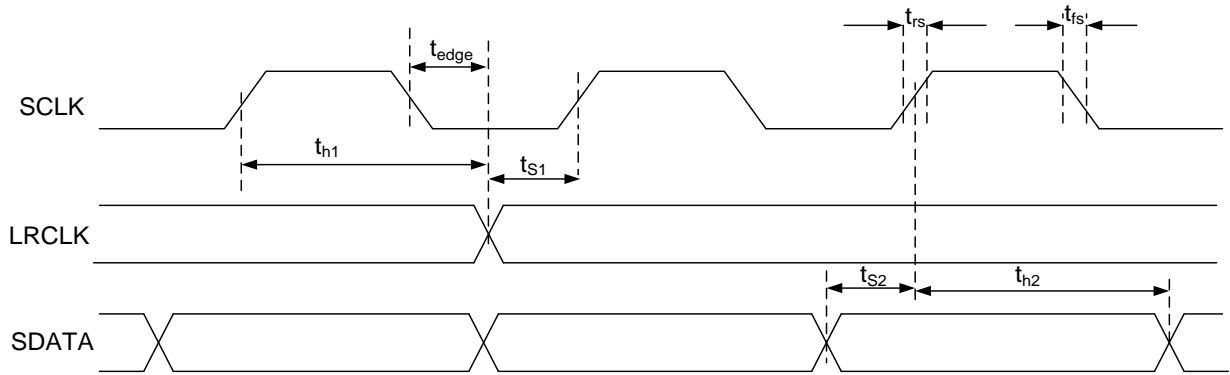 trs
tfs
tedge
SCLK
th1
tS1
LRCLK
tS2
th2
SDATA